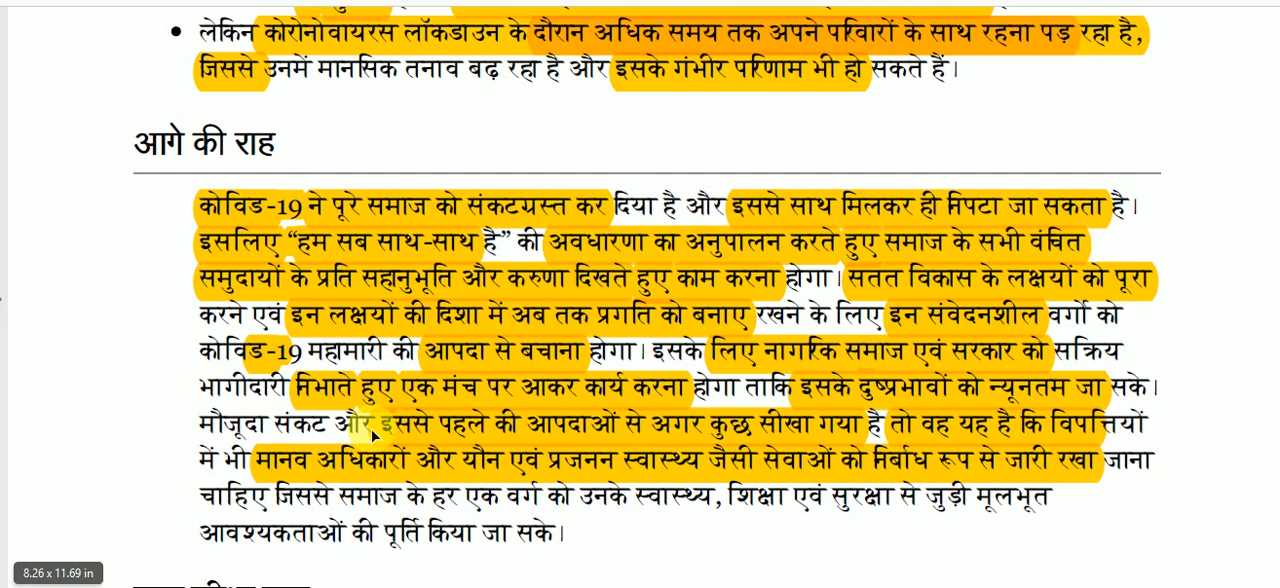 लेकिन कोरोनोवायरस लॉकडाउन के दौरान अधिक समय तक अपने परिवारों के साथ रहना पड़ रहा है,
जिससे उनमें मानसिक तनाव बढ़ रहा है और इसके गंभीर परिणाम भी हो सकते हैं।
आगे की राह
कोविड-19 ने पूरे समाज को संकटग्रस्त कर दिया है और इससे साथ मिलकर ही निपटा जा सकता है।
इसलिए “हम सब साथ-साथ है” की अवधारणा का अनुपालन करते हुए समाज के सभी वंचित
समुदायों के प्रति सहानुभूति और करुणा दिखते हुए काम करना होगा। सतत विकास के लक्ष्यों को पूरा
करने एवं इन लक्ष्यों की दिशा में अब तक प्रगति को बनाए रखने के लिए इन संवेदनशील वर्गो को
कोविड-19 महामारी की आपदा से बचाना होगा। इसके लिए नागरिक समाज एवं सरकार को सक्रिय
भागीदारी निभाते हुए एक मंच पर आकर कार्य करना होगा ताकि इसके दुष्प्रभावों को न्यूनतम जा सके।
मौजूदा संकट और इससे पहले की आपदाओं से अगर कुछ सीखा गया है तो वह यह है कि विपत्तियों
में भी मानव अधिकारों और यौन एवं प्रजनन स्वास्थ्य जैसी सेवाओं को निर्बाध रूप से जारी रखा जाना
चाहिए जिससे समाज के हर एक वर्ग को उनके स्वास्थ्य, शिक्षा एवं सुरक्षा से जुड़ी मूलभूत
आवश्यकताओं की पूर्ति किया जा सके।
8.26 x 11.69 in